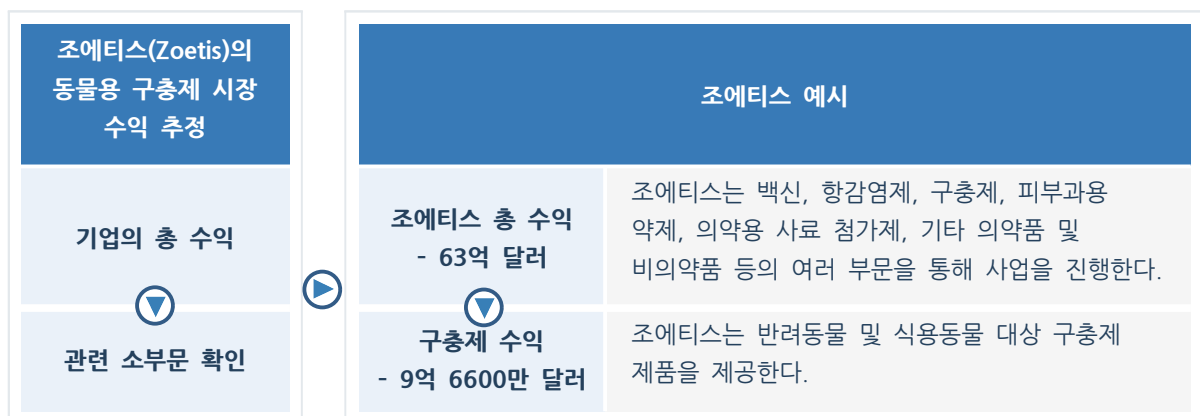 조에티스(Zoetis)의
동물용 구충제 시장
수익 추정
기업의 총 수익
관련 소부문 확인
조에티스 예시
조에티스 총 수익
- 63억 달러
조에티스는 백신, 항감염제, 구충제, 피부과용
약제, 의약용 사료 첨가제, 기타 의약품 및
비의약품 등의 여러 부문을 통해 사업을 진행한다.
구충제 수익
- 9억 6600만 달러
조에티스는 반려동물 및 식용동물 대상 구충제
제품을 제공한다.